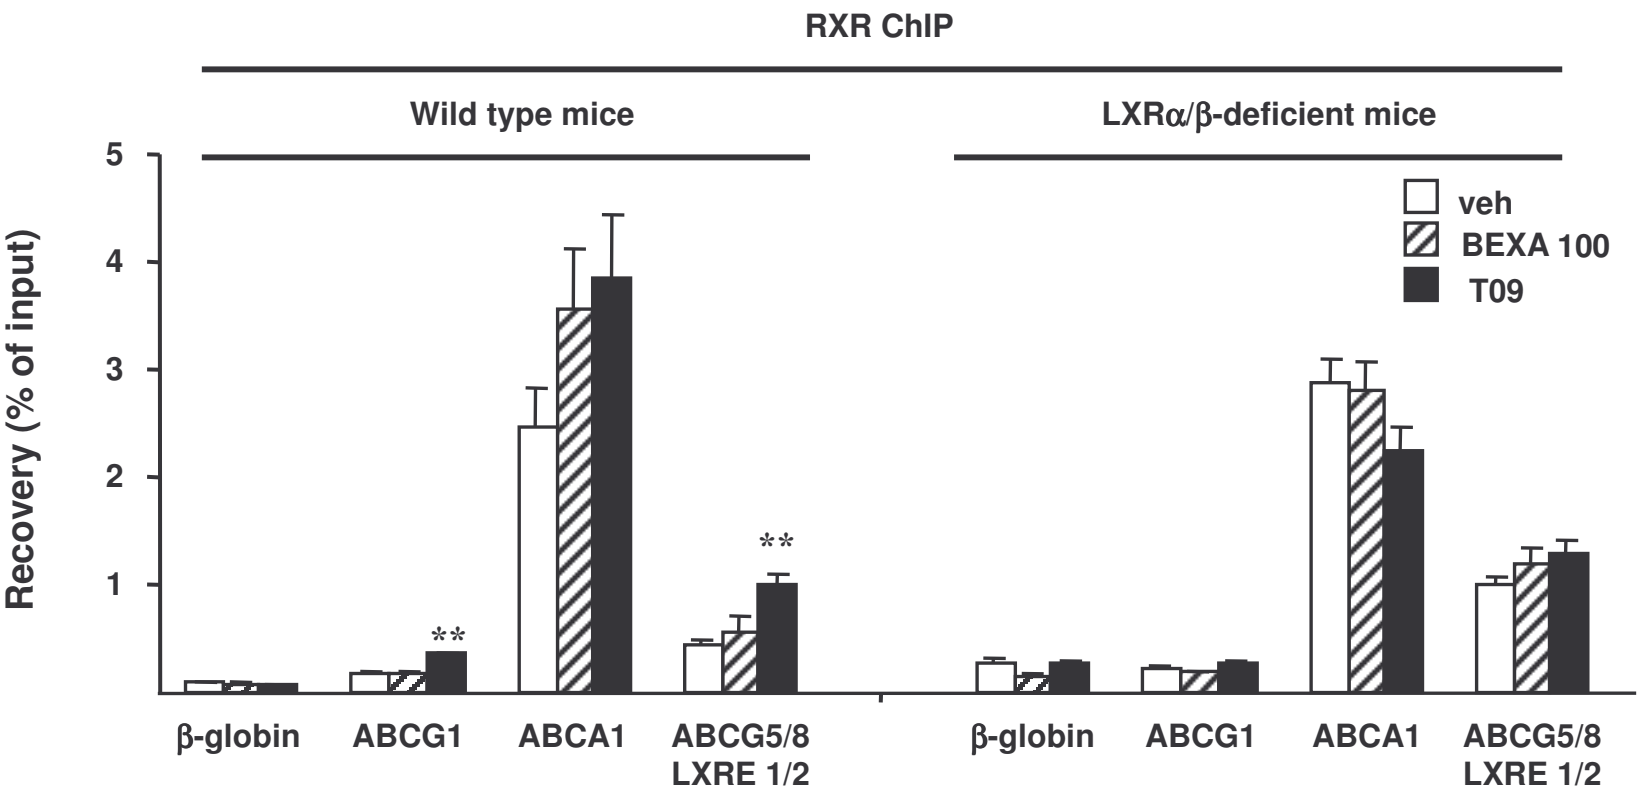 RXR ChIP
Wild type mice
LXRα/β-deficient mice
5
4
3
2
1
Recovery (% of input)
veh
BEXA 100
T09
**
**
β-globin
ABCG1
ABCA1
ABCG5/8
LXRE 1/2
β-globin
ABCG1
ABCA1
ABCG5/8
LXRE 1/2